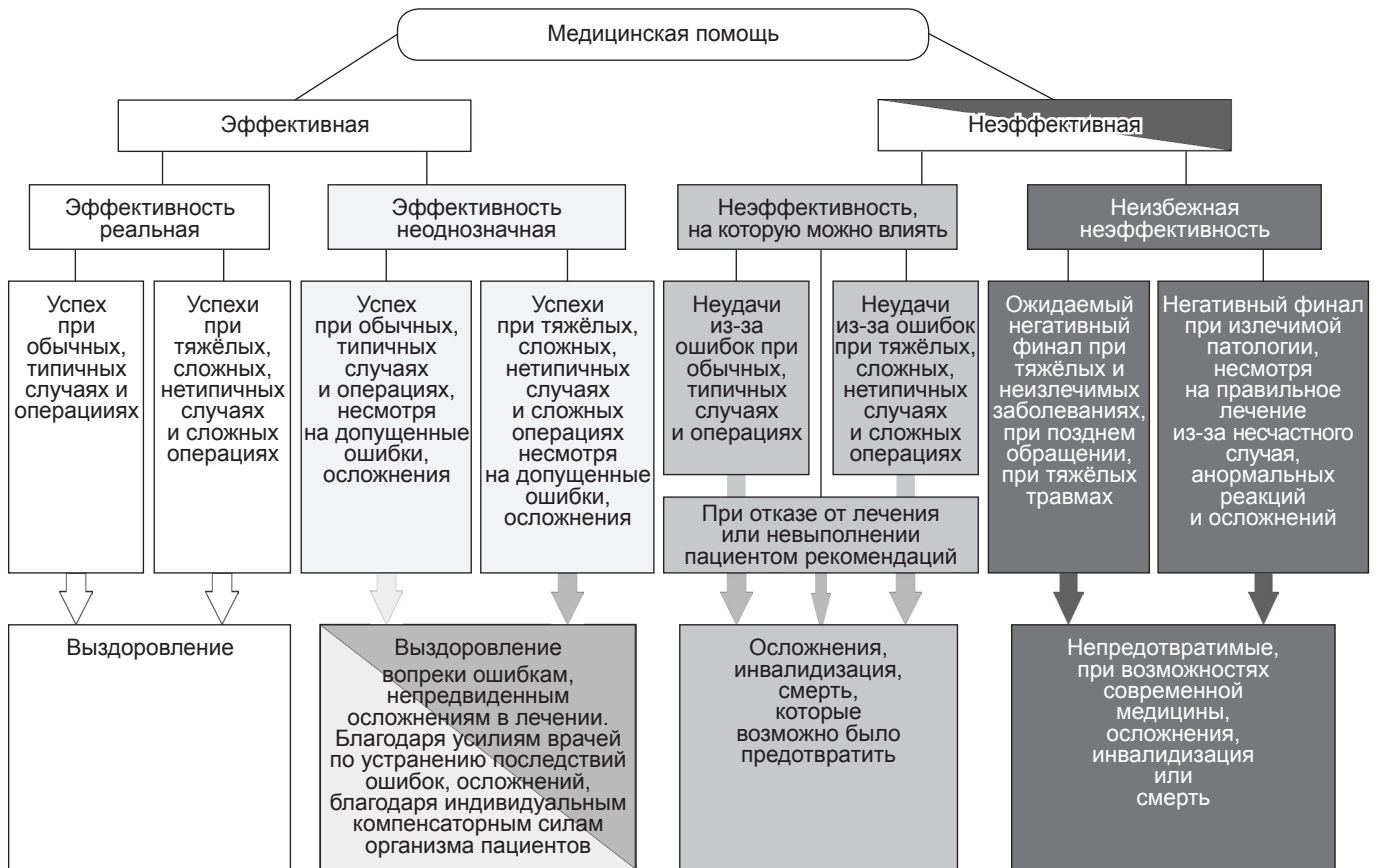 Медицинская помощь
Эффективная
Неэффективная
Эффективность
реальная
Эффективность
неоднозначная
Неэффективность,
на которую можно влиять
Неизбежная
неэффективность
Успех
при
обычных,
типичных
случаях и
операцииях
Успехи
при
тяжёлых,
сложных,
нетипичных
случаях
и сложных
операциях
Успех
при обычных,
типичных
случаях
и операциях,
несмотря
на допущенные
ошибки,
осложнения
Успехи
при тяжёлых,
сложных,
нетипичных
случаях
и сложных
операциях
несмотря
на допущенные
ошибки,
осложнения
Неудачи
из-за
ошибок при
обычных,
типичных
случаях
и операциях
Неудачи
из-за ошибок
при тяжёлых,
сложных,
нетипичных
случаях
и сложных
операциях
При отказе от лечения
или невыполнении
пациентом рекомендаций
Ожидаемый
негативный
финал при
тяжёлых и
неизлечимых
заболеваниях,
при позднем
обращении,
при тяжёлых
травмах
Негативный финал
при излечимой
патологии,
несмотря
на правильное
лечение
из-за несчастного
случая,
анормальных
реакций
и осложнений
Выздоровление
Выздоровление
вопреки ошибкам,
непредвиденным
осложнениям в лечении.
Благодаря усилиям врачей
по устранению последствий
ошибок, осложнений,
благодаря индивидуальным
компенсаторным силам
организма пациентов
Осложнения,
инвалидизация,
смерть,
которые
возможно было
предотвратить
Непредотвратимые,
при возможностях
современной
медицины,
осложнения,
инвалидизация
или
смерть